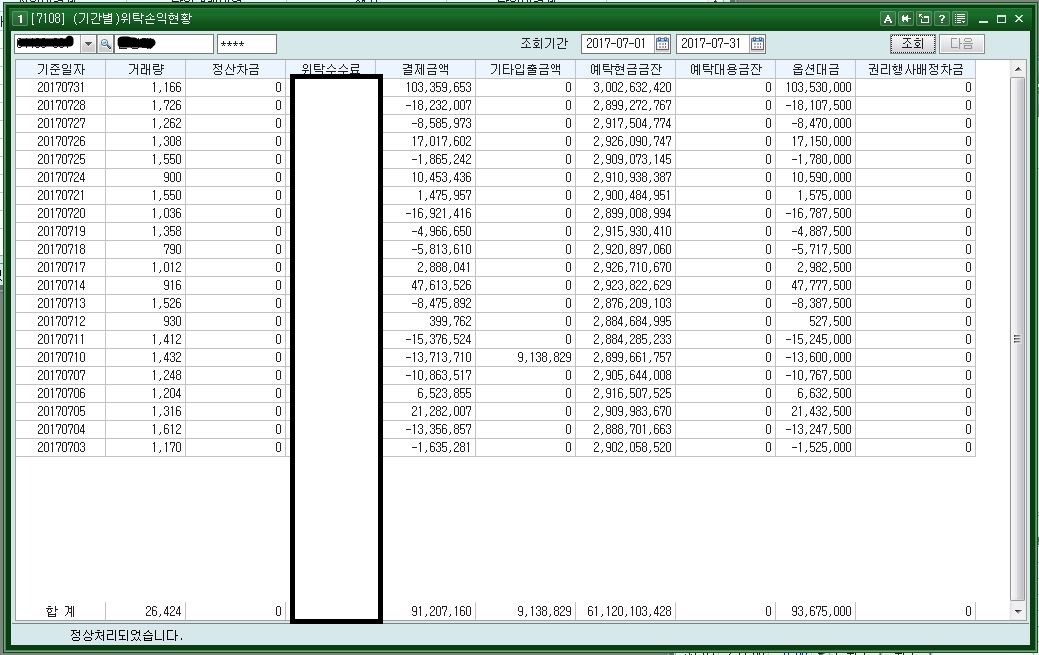 1 [7108] (기간별)위탁손익현황 A ?
**** 조회기간 2017-07-01 2017-07-31 조회 다음
기준일자 거래량 정산차금 위탁수수료 결제금액 기타입출금액 예탁현금금잔 예탁대용금잔 옵션대금 권리행사배정차금
20170731 1,166 0 103,359,653 0 3,002,632,420 0 103,530,000 0
20170728 1,726 0 -18,232,007 0 2,899,272,767 0 -18,107,500 0
20170727 1,262 0 -8,585,973 0 2,917,504,774 0 -8,470,000 0
20170726 1,308 0 17,017,602 0 2,926,090,747 0 17,150,000 0
20170725 1,550 0 -1,865,242 0 2,909,073,145 0 -1,780,000 0
20170724 900 0 10,453,436 0 2,910,938,387 0 10,590,000 0
20170721 1,550 0 1,475,957 0 2,900,484,951 0 1,575,000 0
20170720 1,036 0 -16,921,416 0 2,899,008,994 0 -16,787,500 0
20170719 1,358 0 -4,966,650 0 2,915,930,410 0 -4,887,500 0
20170718 790 0 -5,813,610 0 2,920,897,060 0 -5,717,500 0
20170717 1,012 0 2,888,041 0 2,926,710,670 0 2,982,500 0
20170714 916 0 47,613,526 0 2,923,822,629 0 47,777,500 0
20170713 1,526 0 -8,475,892 0 2,876,209,103 0 -8,387,500 0
20170712 930 0 399,762 0 2,884,684,995 0 527,500 0
20170711 1,412 0 -15,376,524 0 2,884,285,233 0 -15,245,000 0
20170710 1,432 0 -13,713,710 9,138,829 2,899,661,757 0 -13,600,000 0
20170707 1,248 0 -10,863,517 0 2,905,644,008 0 -10,767,500 0
20170706 1,204 0 6,523,855 0 2,916,507,525 0 6,632,500 0
20170705 1,316 0 21,282,007 0 2,909,983,670 0 21,432,500 0
20170704 1,612 0 -13,356,857 0 2,888,701,663 0 -13,247,500 0
20170703 1,170 0 -1,635,281 0 2,902,058,520 0 -1,525,000 0
합 계 26,424 0 91,207,160 9,138,829 61,120,103,428 0 93,675,000 0
정상처리되었습니다.